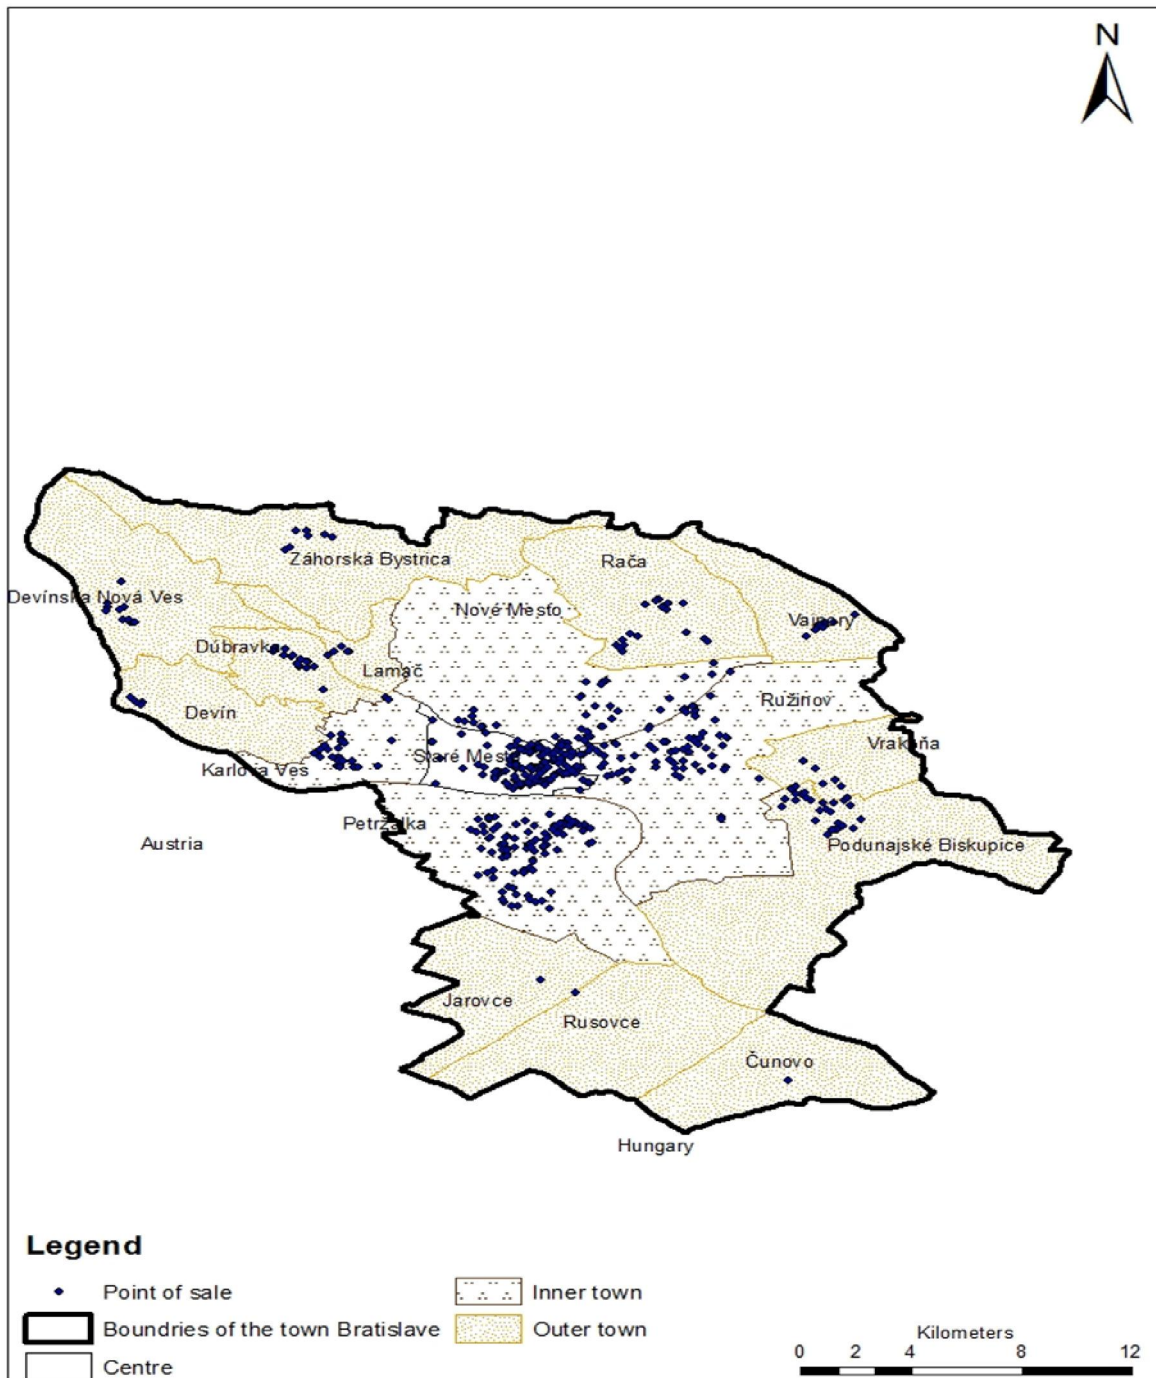 N
Záhorská Bystrica
Rača
Devínska Nová Ves
Nové Mesto
Vajnory
Dúbravka
Lamač
Devín
Ružinov
Staré Mesto
Vrakuňa
Karlova Ves
Petržalka
Austria
Podunajské Biskupice
Jarovce
Rusovce
Čunovo
Hungary
Legend
Point of sale
Inner town
Boundries of the town Bratislave
Outer town
Centre
Kilometers
0 2 4 8 12